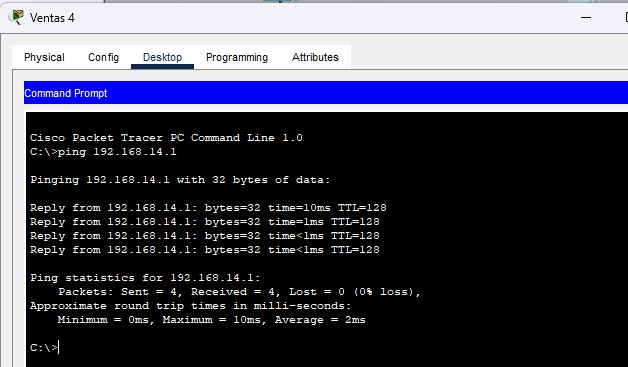 Ventas 4
Physical Config Desktop Programming Attributes
Command Prompt
Cisco Packet Tracer PC Command Line 1.0
C:\>ping 192.168.14.1
Pinging 192.168.14.1 with 32 bytes of data:
Reply from 192.168.14.1: bytes=32 time=10ms TTL=128
Reply from 192.168.14.1: bytes=32 time=1ms TTL=128
Reply from 192.168.14.1: bytes=32 time<1ms TTL=128
Reply from 192.168.14.1: bytes=32 time<1ms TTL=128
Ping statistics for 192.168.14.1:
    Packets: Sent = 4, Received = 4, Lost = 0 (0% loss),
Approximate round trip times in milli-seconds:
    Minimum = 0ms, Maximum = 10ms, Average = 2ms
C:\>